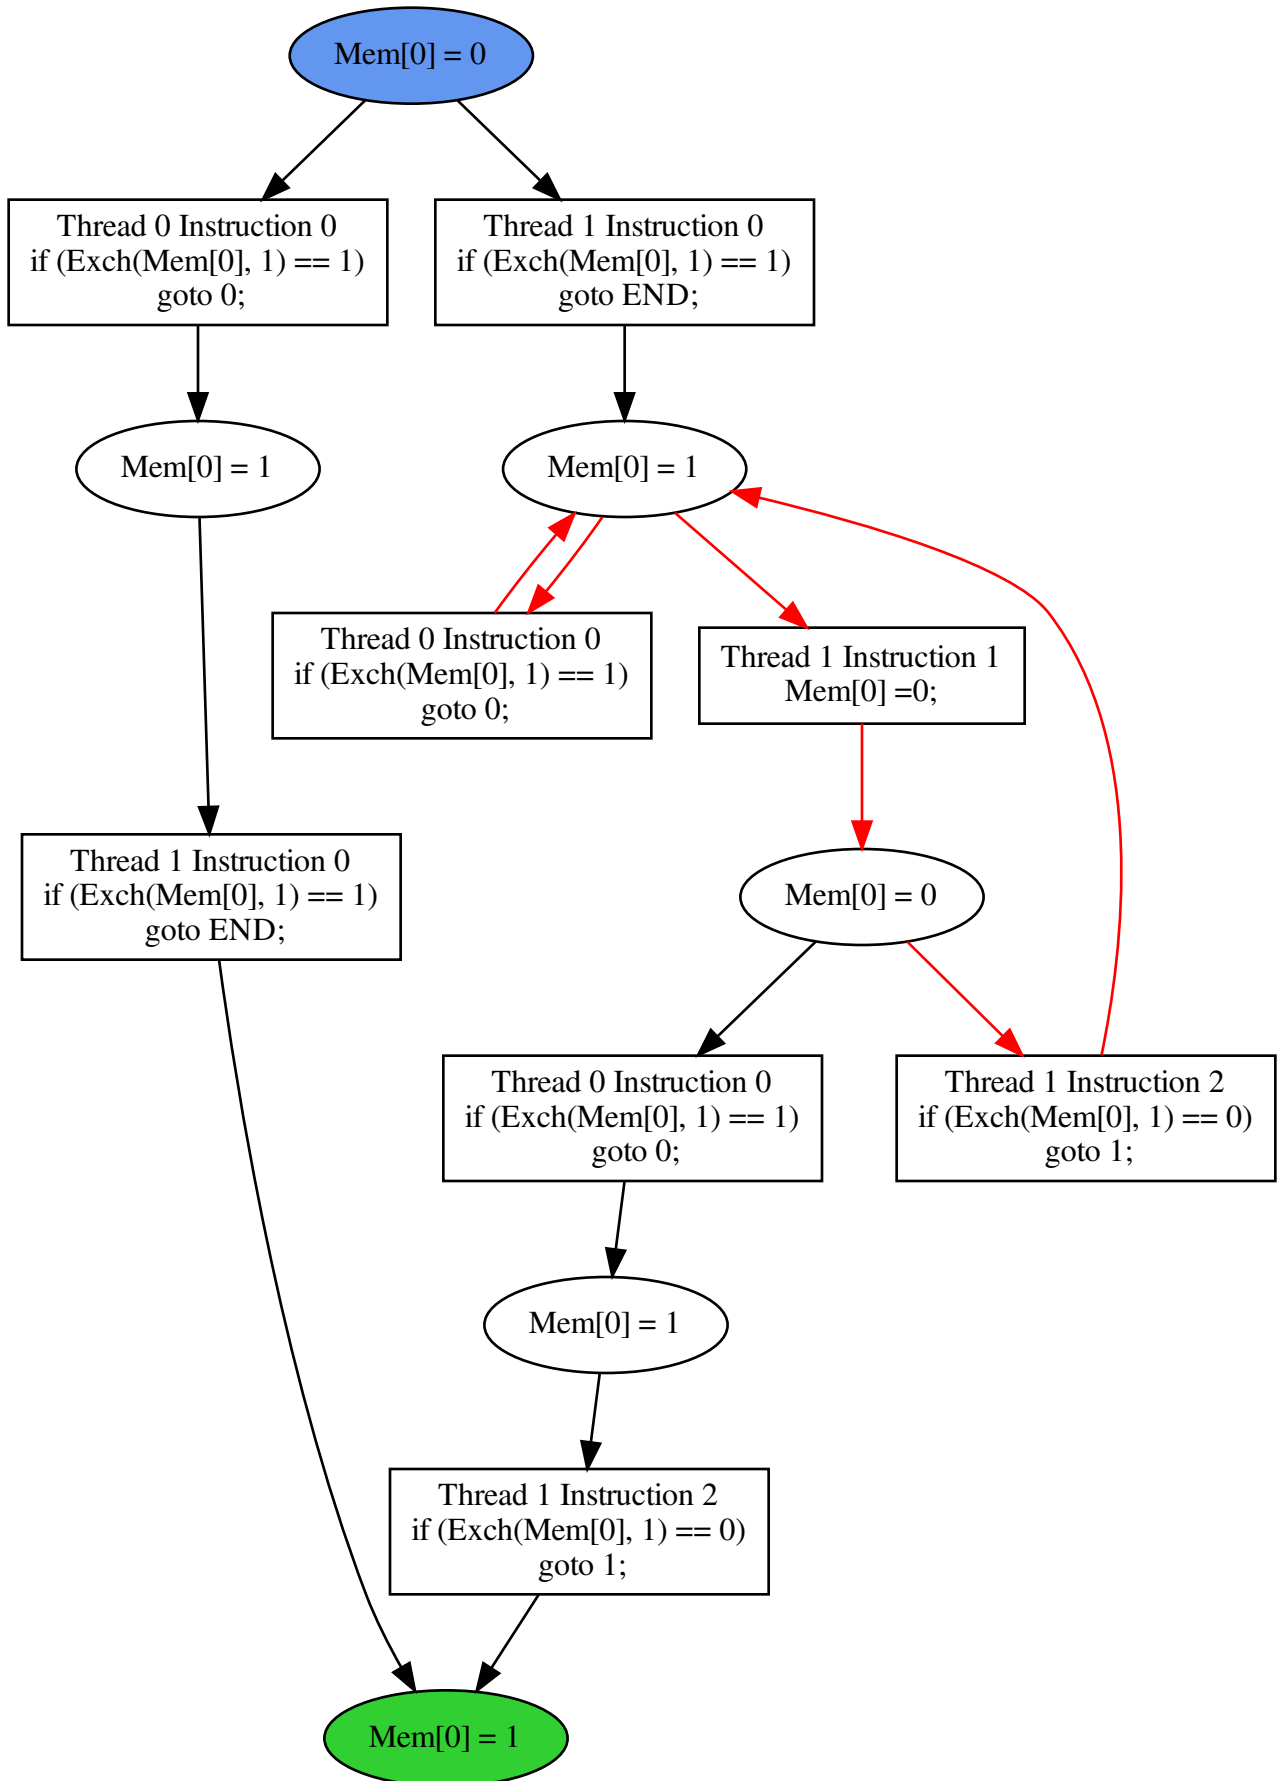 Mem[0] = 0
Thread 0 Instruction 0
if (Exch(Mem[0], 1) == 1)
goto 0;
Thread 1 Instruction 0
if (Exch(Mem[0], 1) == 1)
goto END;
Mem[0] = 1
Mem[0] = 1
Thread 0 Instruction 0
if (Exch(Mem[0], 1) == 1)
goto 0;
Thread 1 Instruction 1
Mem[0] =0;
Thread 1 Instruction 0
if (Exch(Mem[0], 1) == 1)
goto END;
Mem[0] = 0
Thread 0 Instruction 0
if (Exch(Mem[0], 1) == 1)
goto 0;
Thread 1 Instruction 2
if (Exch(Mem[0], 1) == 0)
goto 1;
Mem[0] = 1
Thread 1 Instruction 2
if (Exch(Mem[0], 1) == 0)
goto 1;
Mem[0] = 1